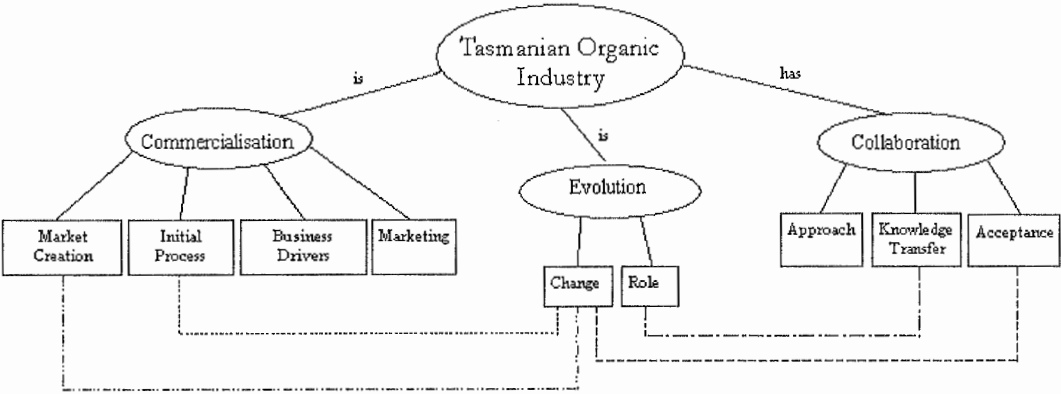 Tasmanian Organic
Industry
is
has
is
Commercialisation
Collaboration
Evolution
Market
Creation
Initial
Process
Business
Drivers
Marketing
Approach
Knowledge
Transfer
Acceptance
Change
Role